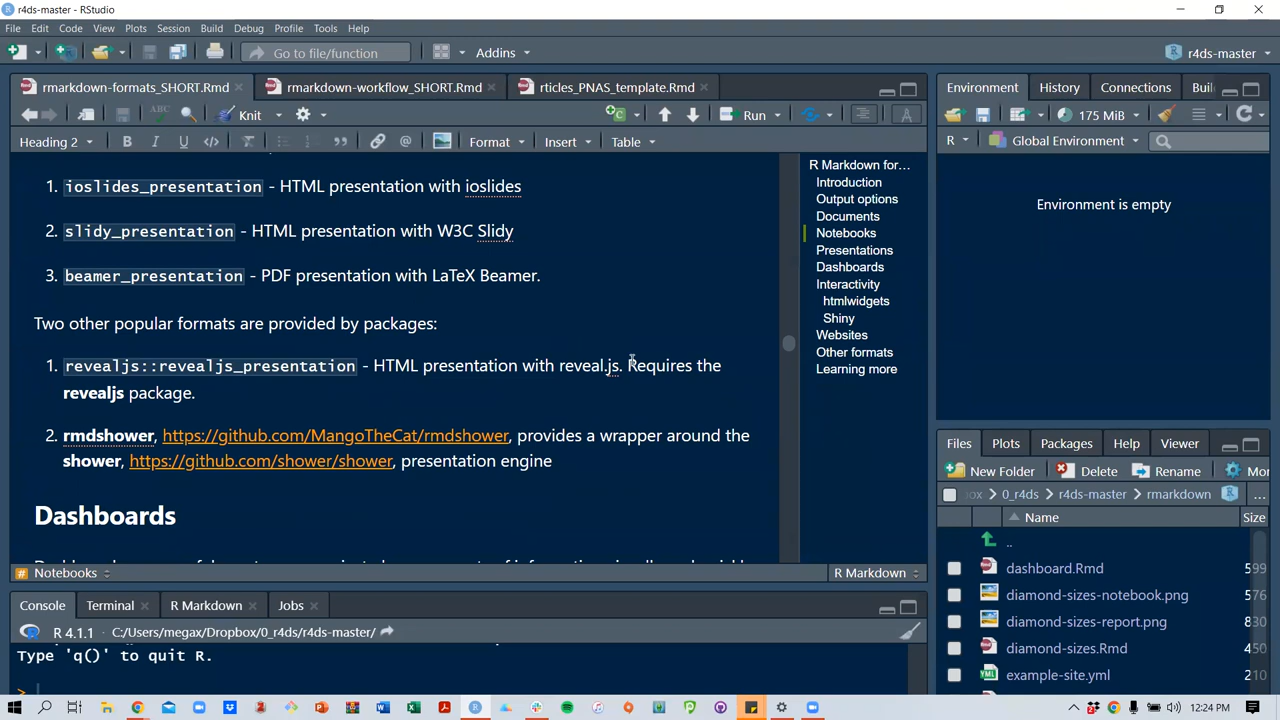 r4ds-master - RStudio
File Edit Code View Plots Session Build Debug Profile Tools Help
Go to file/function
Addins
r4ds-master
rmarkdown-formats_SHORT.Rmd
rmarkdown-workflow_SHORT.Rmd
rticles_PNAS_template.Rmd
Knit
Run
Heading 2
B I U
Format
Insert
Table
1. ioslides_presentation - HTML presentation with ioslides
2. slidy_presentation - HTML presentation with W3C Slidy
3. beamer_presentation - PDF presentation with LaTeX Beamer.
Two other popular formats are provided by packages:
1. revealjs::revealjs_presentation - HTML presentation with reveal.js. Requires the
revealjs package.
2. rmdshower, https://github.com/MangoTheCat/rmdshower, provides a wrapper around the
shower, https://github.com/shower/shower, presentation engine
Dashboards
Notebooks
R Markdown
R Markdown for...
Introduction
Output options
Documents
Notebooks
Presentations
Dashboards
Interactivity
htmlwidgets
Shiny
Websites
Other formats
Learning more
Console
Terminal
R Markdown
Jobs
R 4.1.1 · C:/Users/megax/Dropbox/0_r4ds/r4ds-master/
Type 'q()' to quit R.
>
Environment
History
Connections
Bui
175 MiB
R
Global Environment
Environment is empty
Files
Plots
Packages
Help
Viewer
New Folder
Delete
Rename
Mor
0_r4ds
r4ds-master
rmarkdown
...
Name
Size
..
dashboard.Rmd 599
diamond-sizes-notebook.png 576
diamond-sizes-report.png 830
diamond-sizes.Rmd 450
example-site.yml 210
12:24 PM